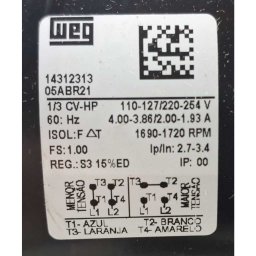 WEG
14312313
05ABR21
1/3 CV-HP 110-127/220-254 V
60: Hz 4.00-3.86/2.00-1.93 A
ISOL: F ΔT 1690-1720 RPM
FS: 1.00 Ip/In: 2.7-3.4
REG.: S3 15%ED IP: 00
MENOR TENSÃO T3 T2 T1 T4 L1 L2 T3 T2 T1 T4 L1 L2 MAIOR TENSÃO
T1- AZUL T2- BRANCO
T3- LARANJA T4- AMARELO